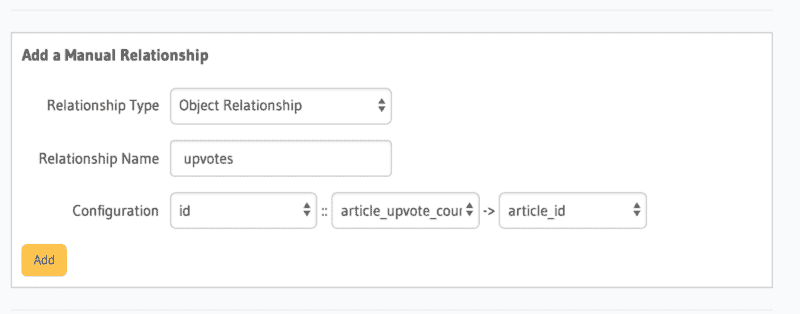 Add a Manual Relationship
Relationship Type Object Relationship
Relationship Name upvotes
Configuration id :: article_upvote_cour -> article_id
Add